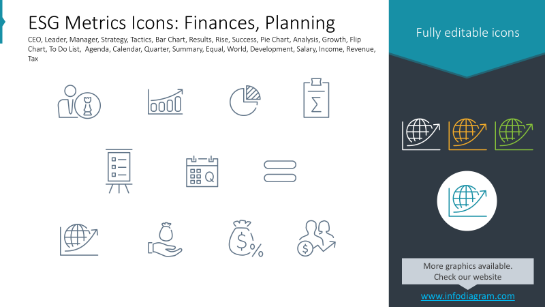 ESG Metrics Icons: Finances, Planning
CEO, Leader, Manager, Strategy, Tactics, Bar Chart, Results, Rise, Success, Pie Chart, Analysis, Growth, Flip
Chart, To Do List, Agenda, Calendar, Quarter, Summary, Equal, World, Development, Salary, Income, Revenue,
Tax
Fully editable icons
Σ
Q
$
%
$
More graphics available.
Check our website
www.infodiagram.com